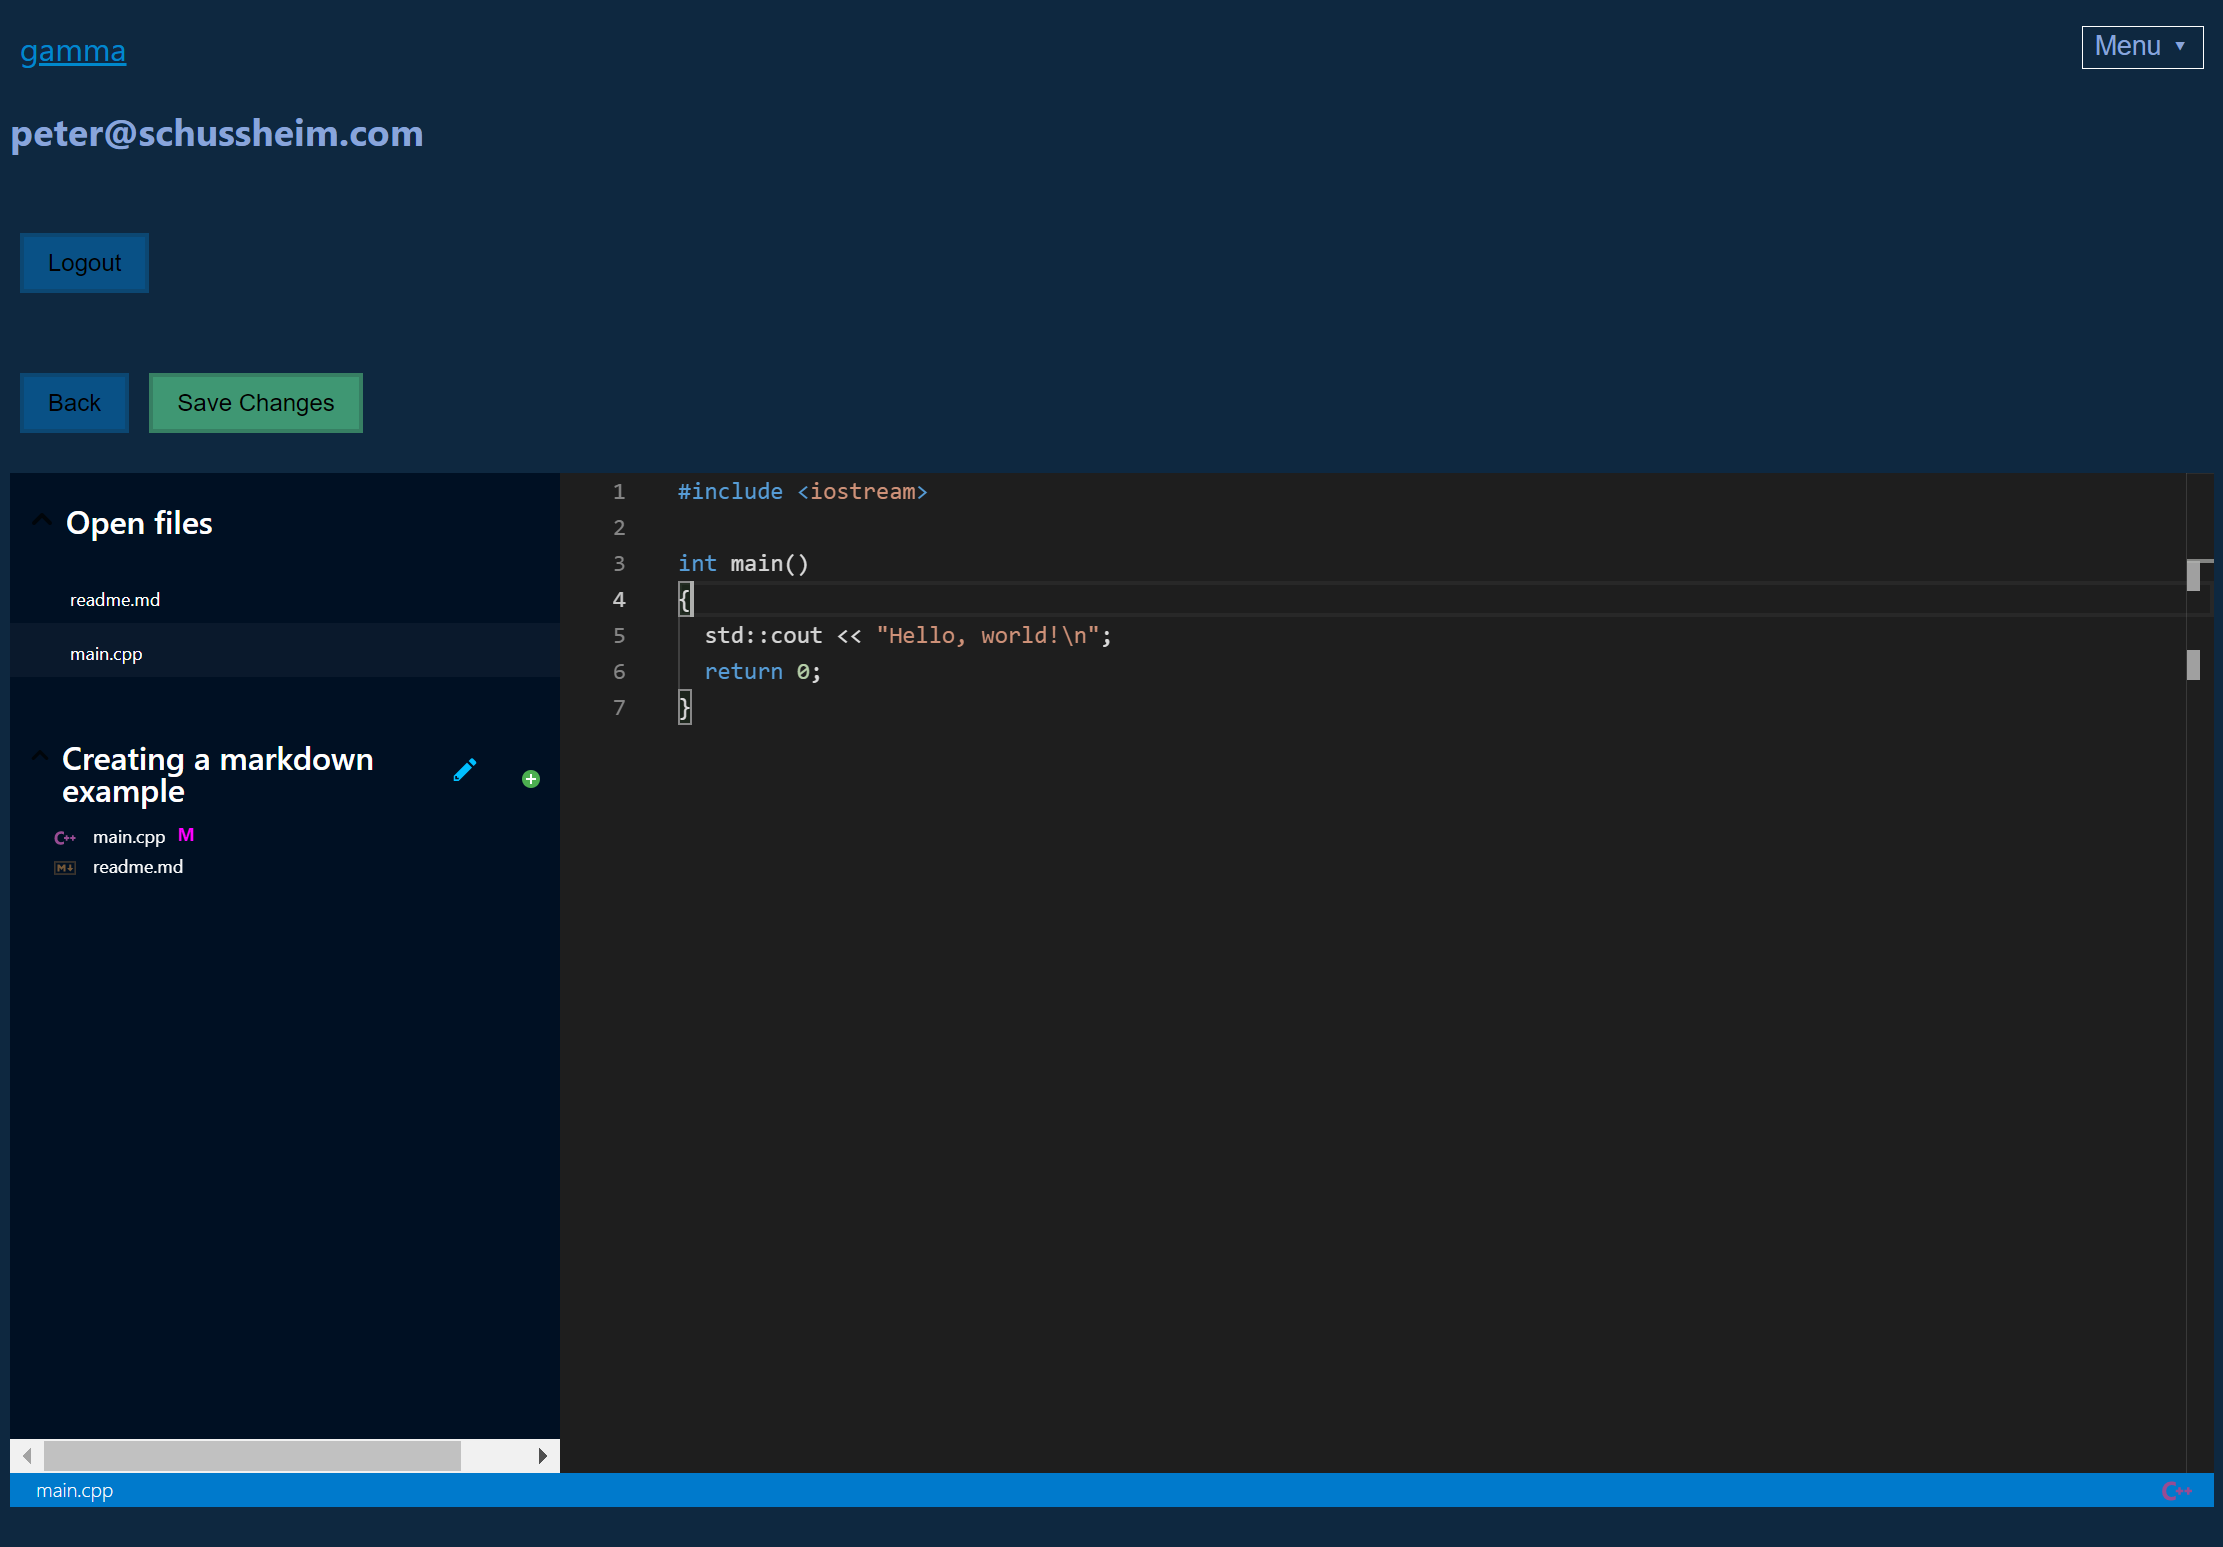 gamma
Menu ▼
peter@schussheim.com
Logout
Back Save Changes
Open files
readme.md
main.cpp
Creating a markdown
example
C++ main.cpp M
M↓ readme.md
1 #include <iostream>
2
3 int main()
4 {
5   std::cout << "Hello, world!\n";
6   return 0;
7 }
main.cpp C++